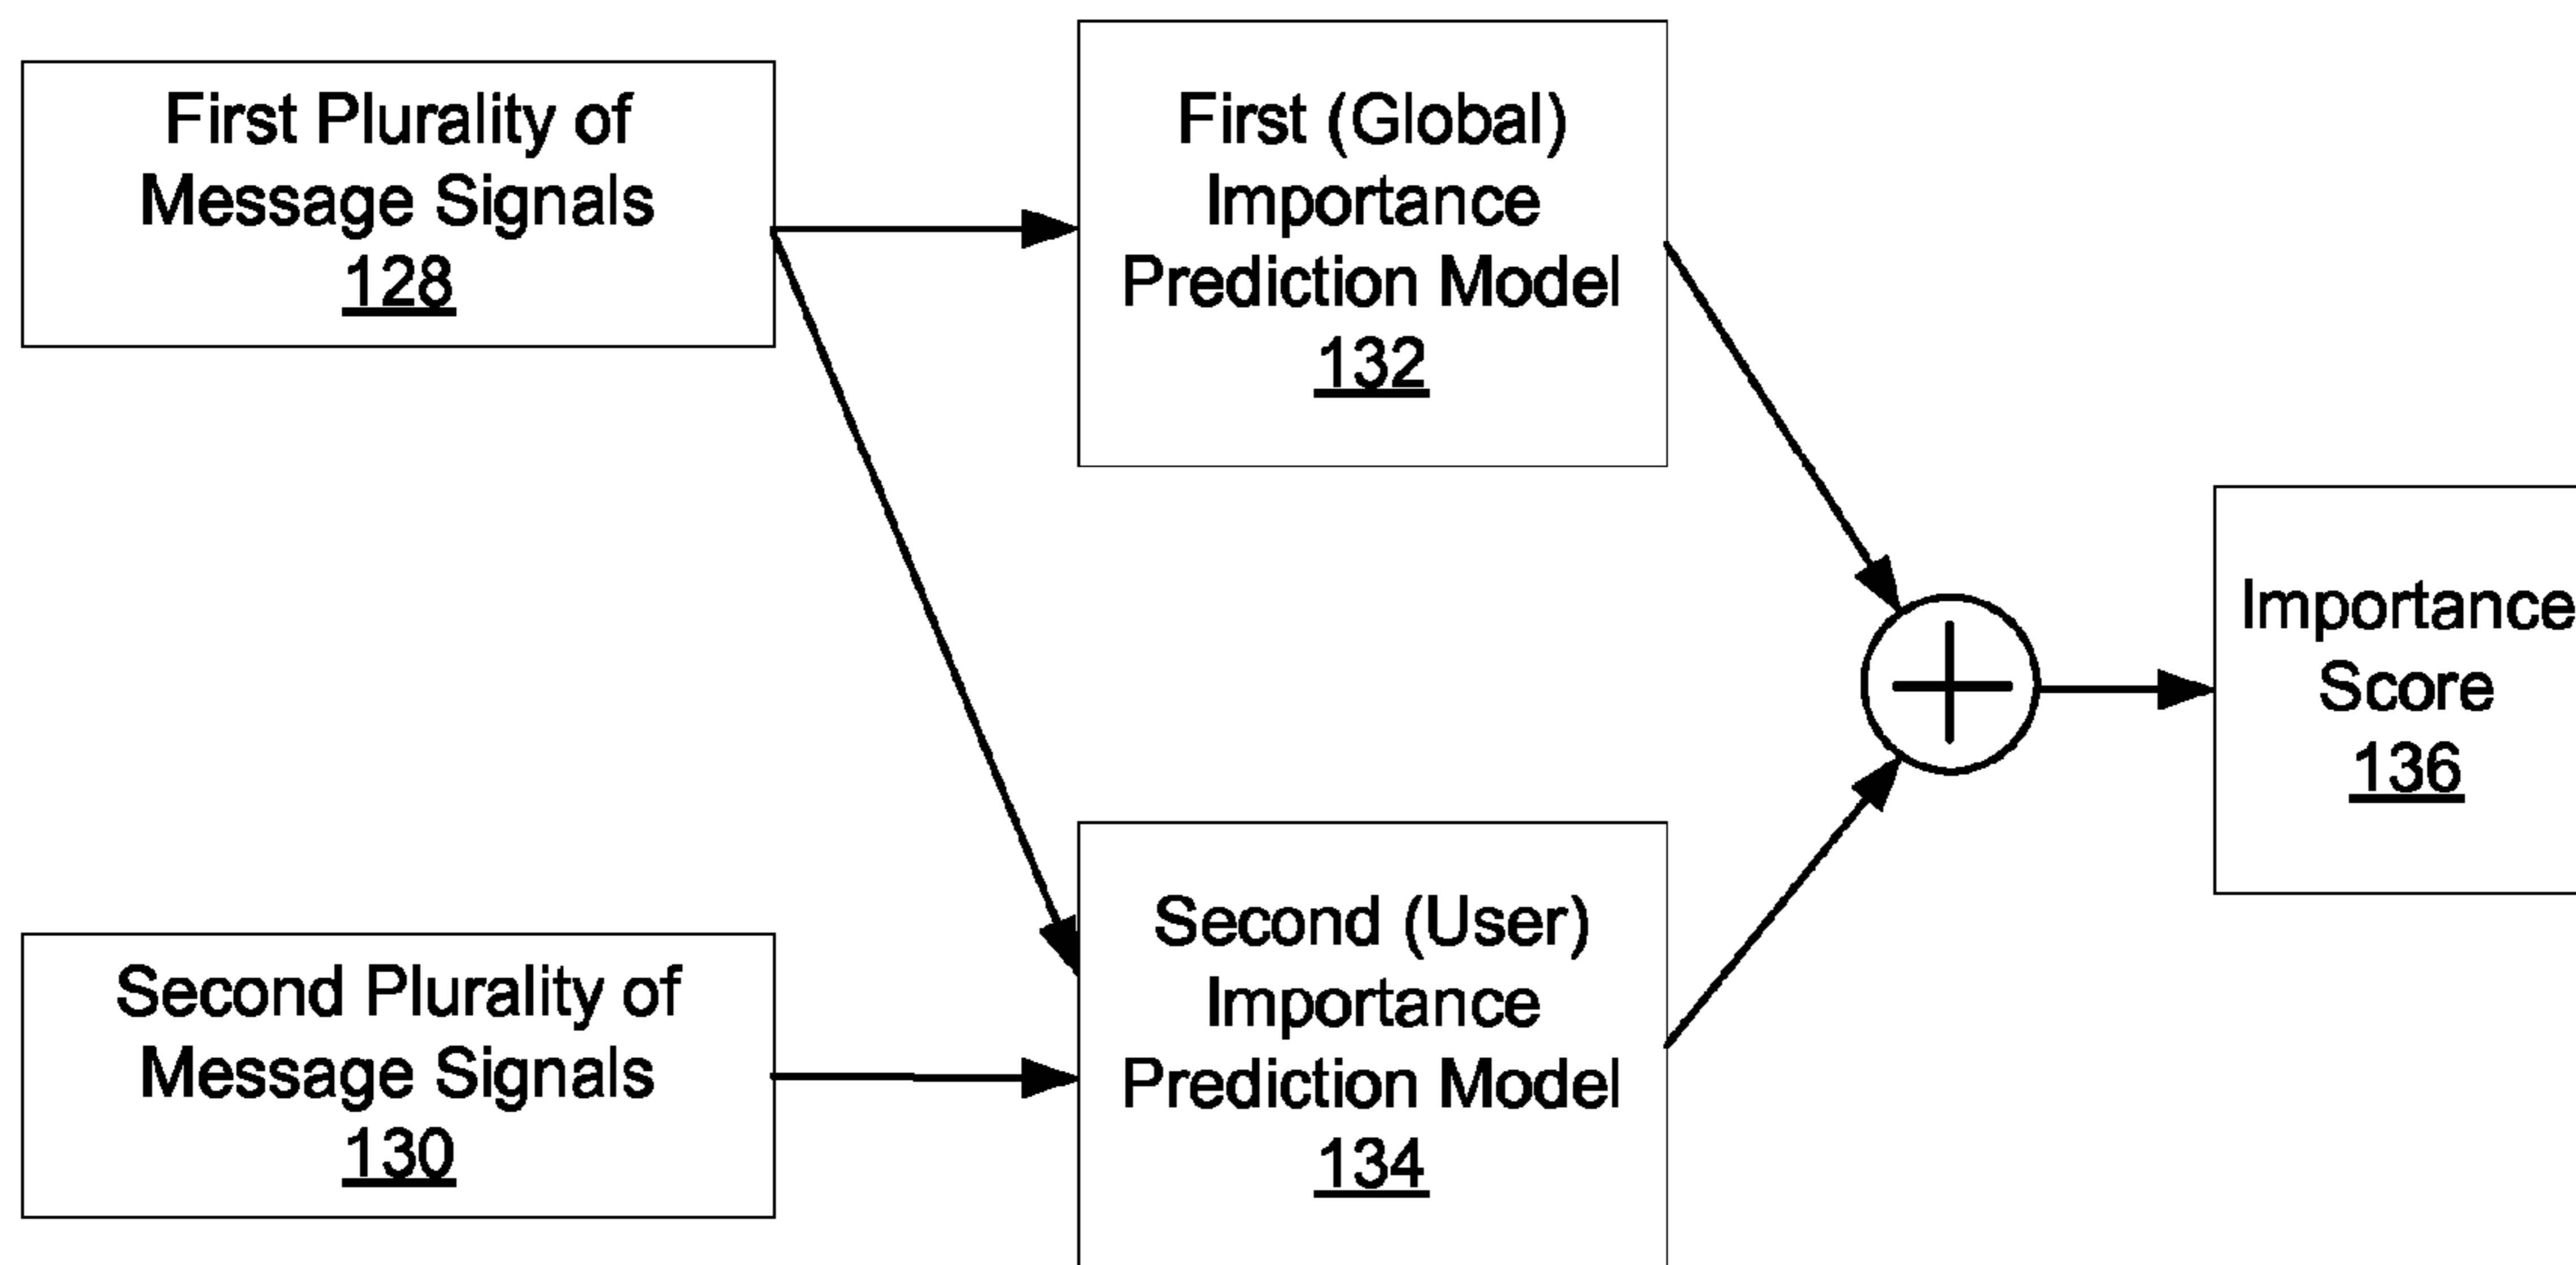 First Plurality of
Message Signals
128
First (Global)
Importance
Prediction Model
132
Second Plurality of
Message Signals
130
Second (User)
Importance
Prediction Model
134
Importance
Score
136